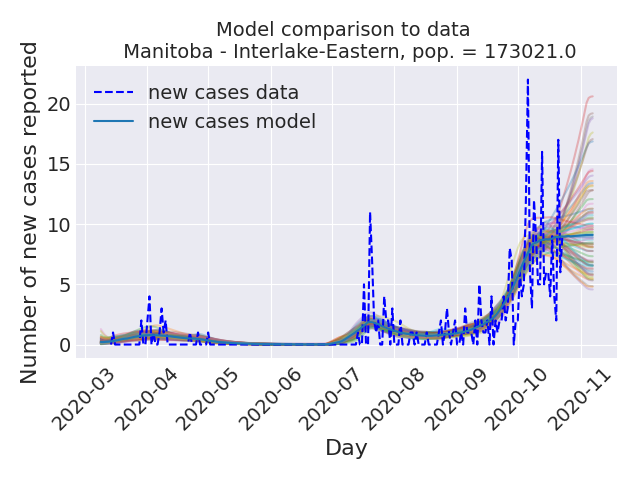 Model comparison to data
Manitoba - Interlake-Eastern, pop. = 173021.0
Number of new cases reported
20
15
10
5
0
new cases data
new cases model
2020-03
2020-04
2020-05
2020-06
2020-07
2020-08
2020-09
2020-10
2020-11
Day